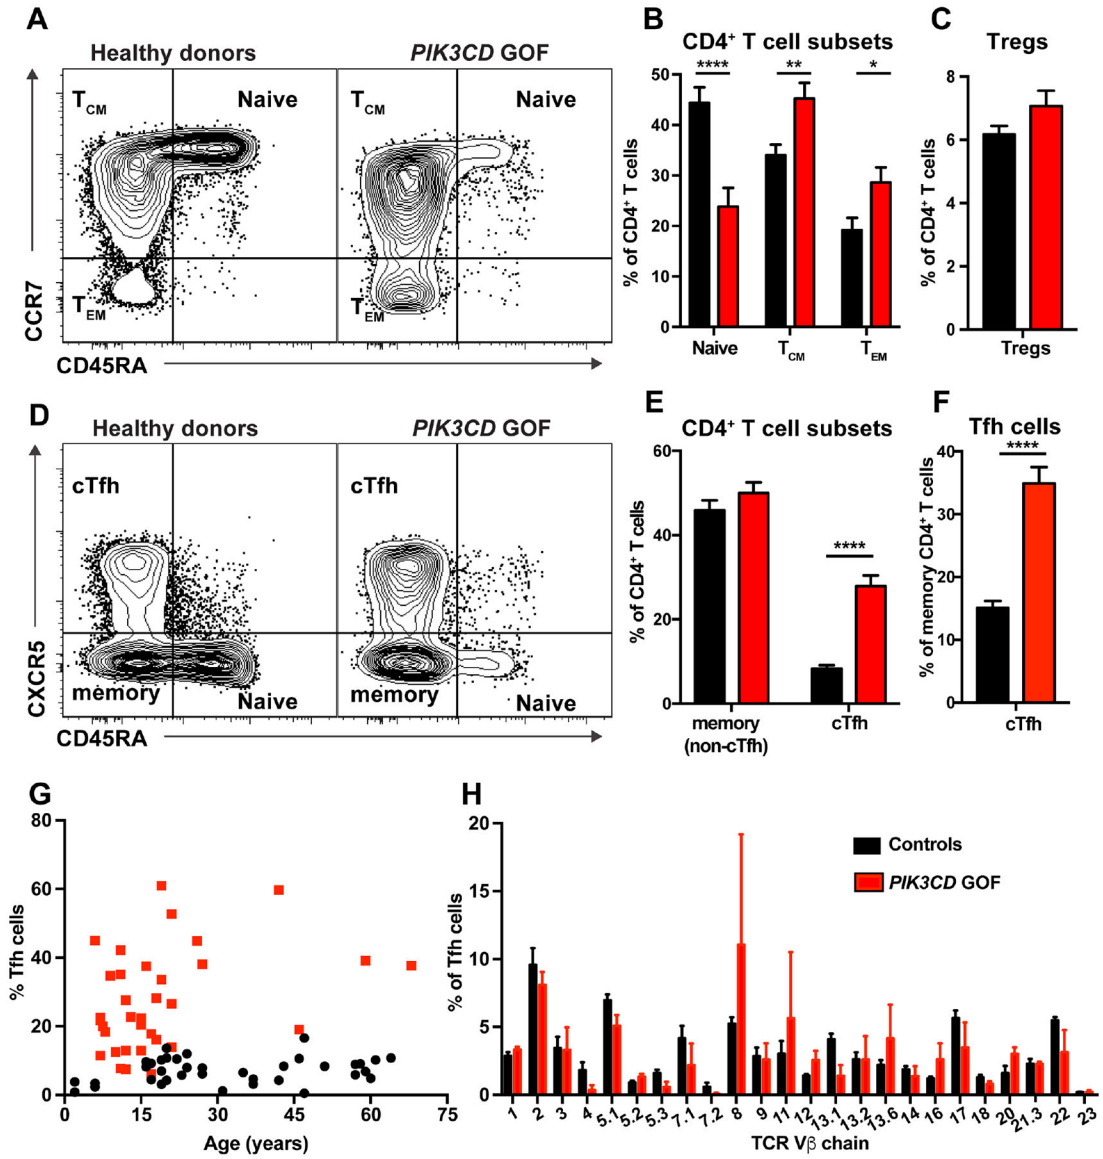 A
Healthy donors
PIK3CD GOF
T_CM
Naive
T_CM
Naive
T_EM
T_EM
CCR7
CD45RA
B
CD4⁺ T cell subsets
****
**
*
% of CD4⁺ T cells
50
40
30
20
10
0
Naive
T_CM
T_EM
C
Tregs
% of CD4⁺ T cells
8
6
4
2
0
Tregs
D
Healthy donors
PIK3CD GOF
cTfh
cTfh
memory
Naive
memory
Naive
CXCR5
CD45RA
E
CD4⁺ T cell subsets
****
% of CD4⁺ T cells
60
40
20
0
memory
(non-cTfh)
cTfh
F
Tfh cells
****
% of memory CD4⁺ T cells
40
30
20
10
0
cTfh
G
% Tfh cells
80
60
40
20
0
0 15 30 45 60 75
Age (years)
H
% of Tfh cells
20
15
10
5
0
Controls
PIK3CD GOF
1 2 3 4 5.1 5.2 5.3 7.1 7.2 8 9 11 12 13.1 13.2 13.6 14 16 17 18 20 21.3 22 23
TCR Vβ chain